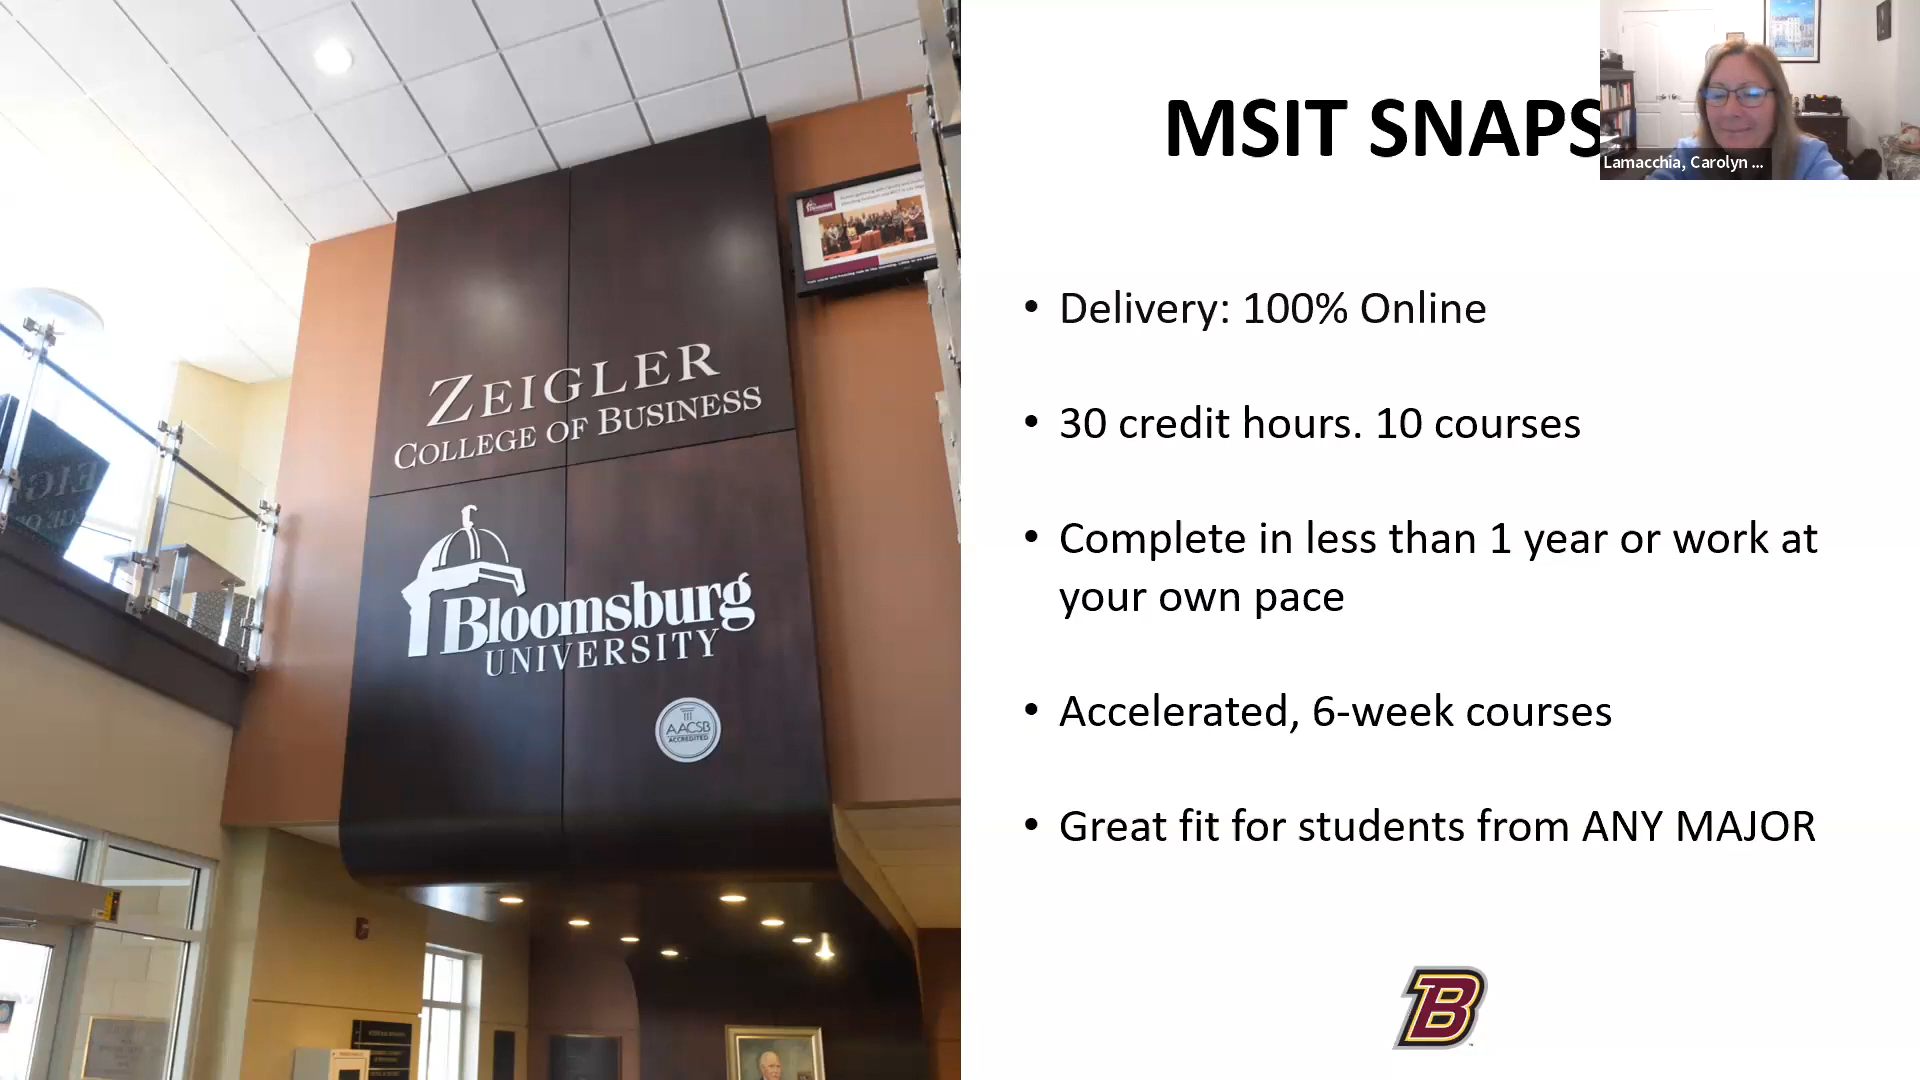 ZEIGLER
COLLEGE OF BUSINESS
Bloomsburg
UNIVERSITY
AACSB
ACCREDITED
MSIT SNAPS
Lamacchia, Carolyn ...
• Delivery: 100% Online
• 30 credit hours. 10 courses
• Complete in less than 1 year or work at
your own pace
• Accelerated, 6-week courses
• Great fit for students from ANY MAJOR
B